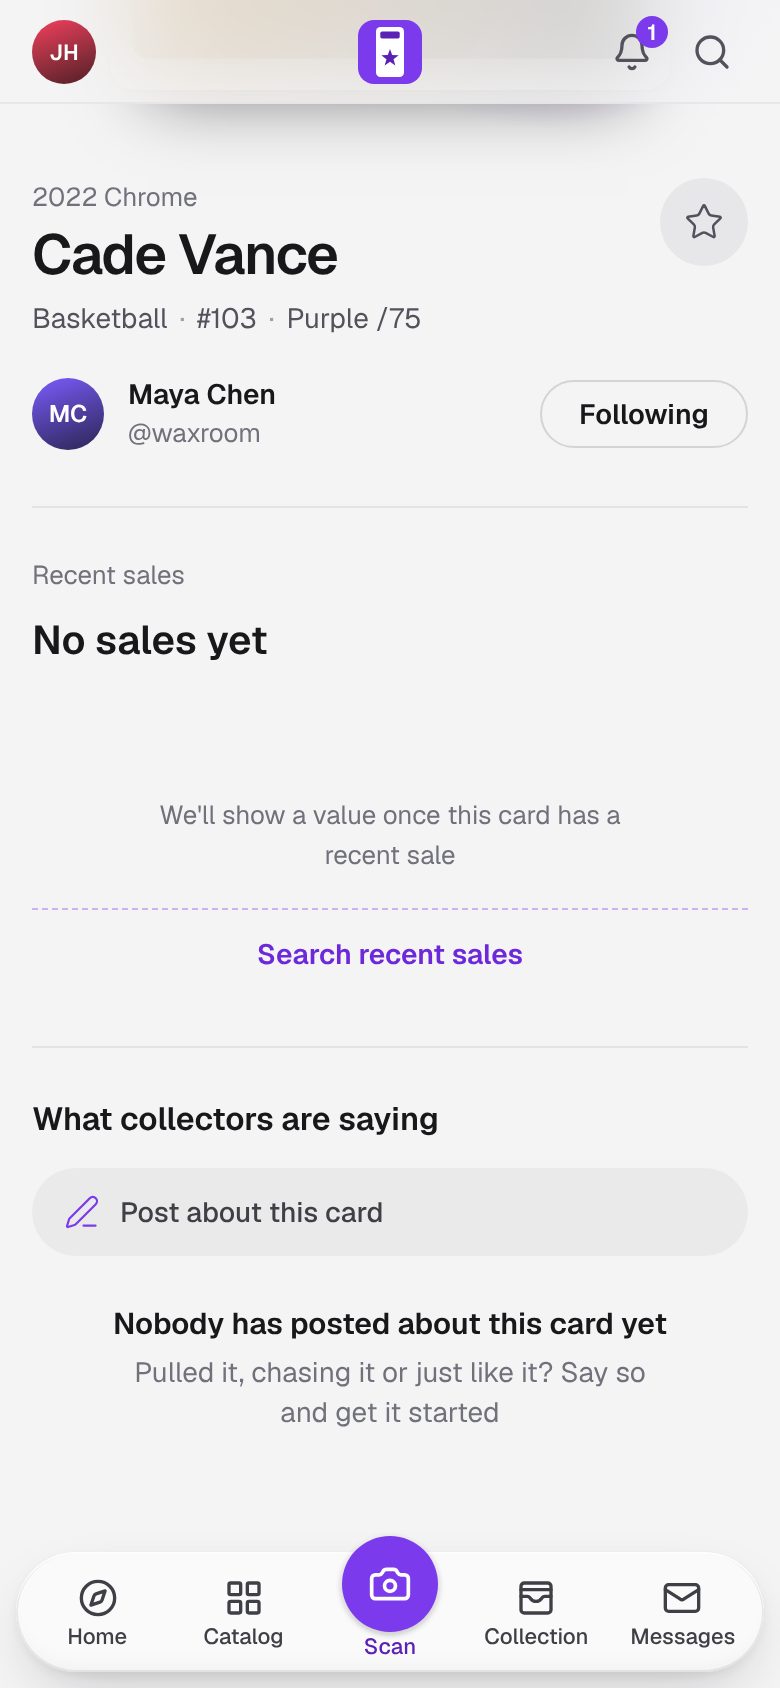 JH
1
2022 Chrome
Cade Vance
Basketball · #103 · Purple /75
MC
Maya Chen
@waxroom
Following
Recent sales
No sales yet
We'll show a value once this card has a
recent sale
Search recent sales
What collectors are saying
Post about this card
Nobody has posted about this card yet
Pulled it, chasing it or just like it? Say so
and get it started
Home
Catalog
Scan
Collection
Messages